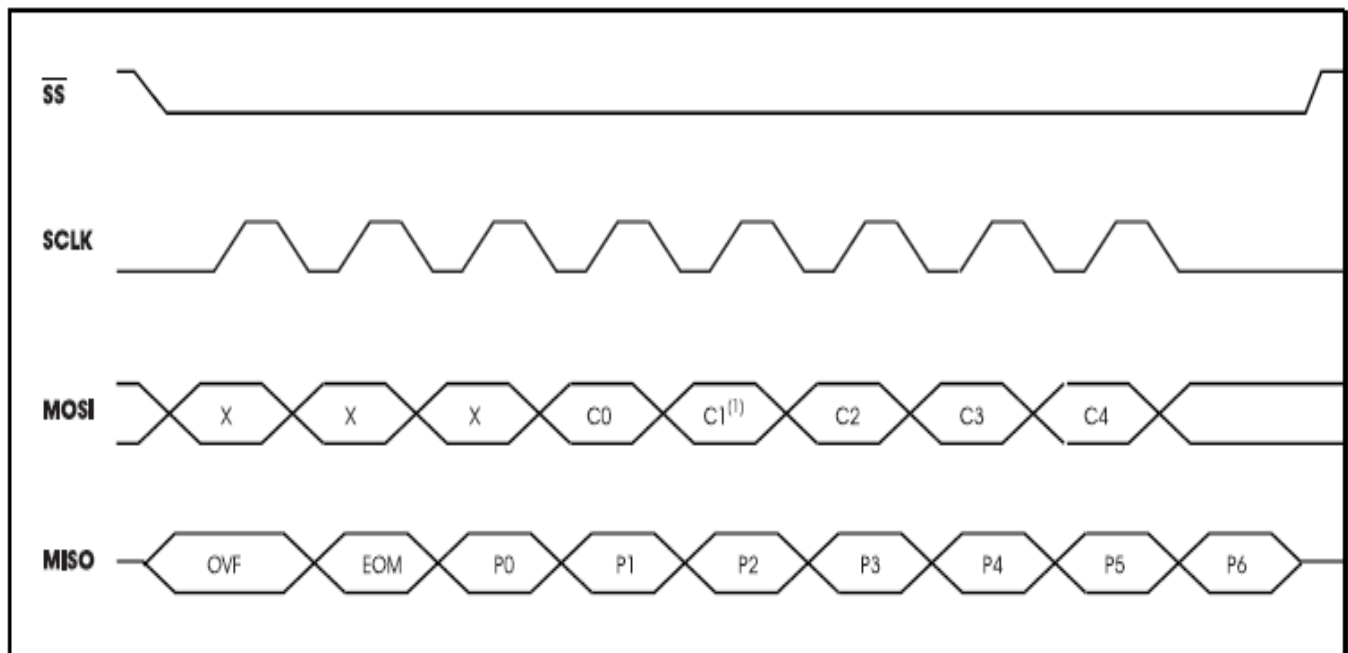 SS
SCLK
MOSI X X X C0 C1(1) C2 C3 C4
MISO OVF EOM P0 P1 P2 P3 P4 P5 P6